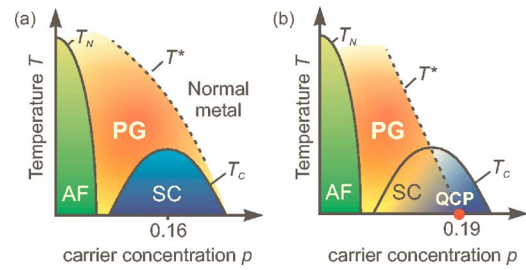 (a)
T_N
T*
Normal
metal
PG
AF
SC
T_c
Temperature T
0.16
carrier concentration p
(b)
T_N
T*
PG
AF
SC
QCP
T_c
Temperature T
0.19
carrier concentration p